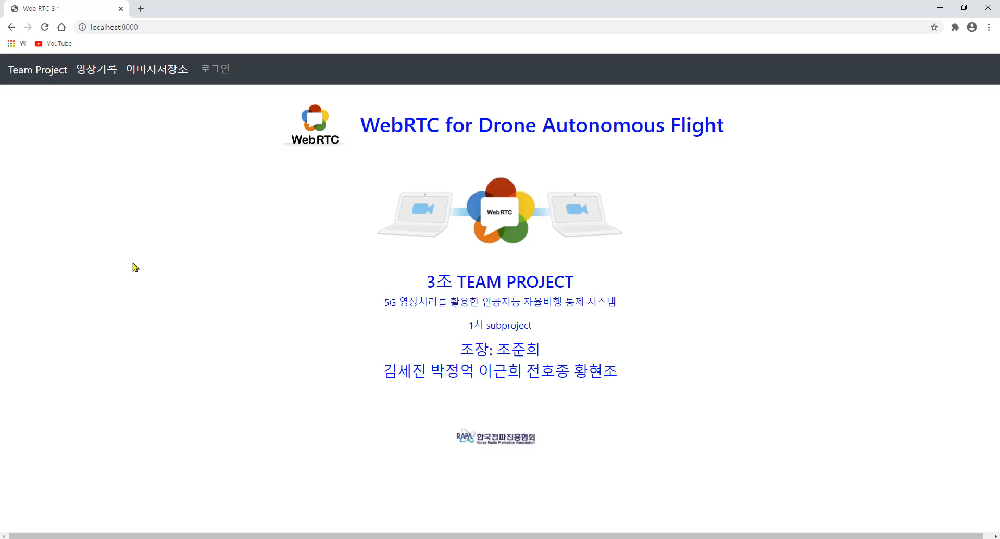 Web RTC 3조
localhost:8000
앱 YouTube
Team Project 영상기록 이미지저장소 로그인
WebRTC
WebRTC for Drone Autonomous Flight
WebRTC
3조 TEAM PROJECT
5G 영상처리를 활용한 인공지능 자율비행 통제 시스템
1치 subproject
조장: 조준희
김세진 박정억 이근희 전호종 황현조
RAPA 한국전파진흥협회
Korea Radio Promotion Association